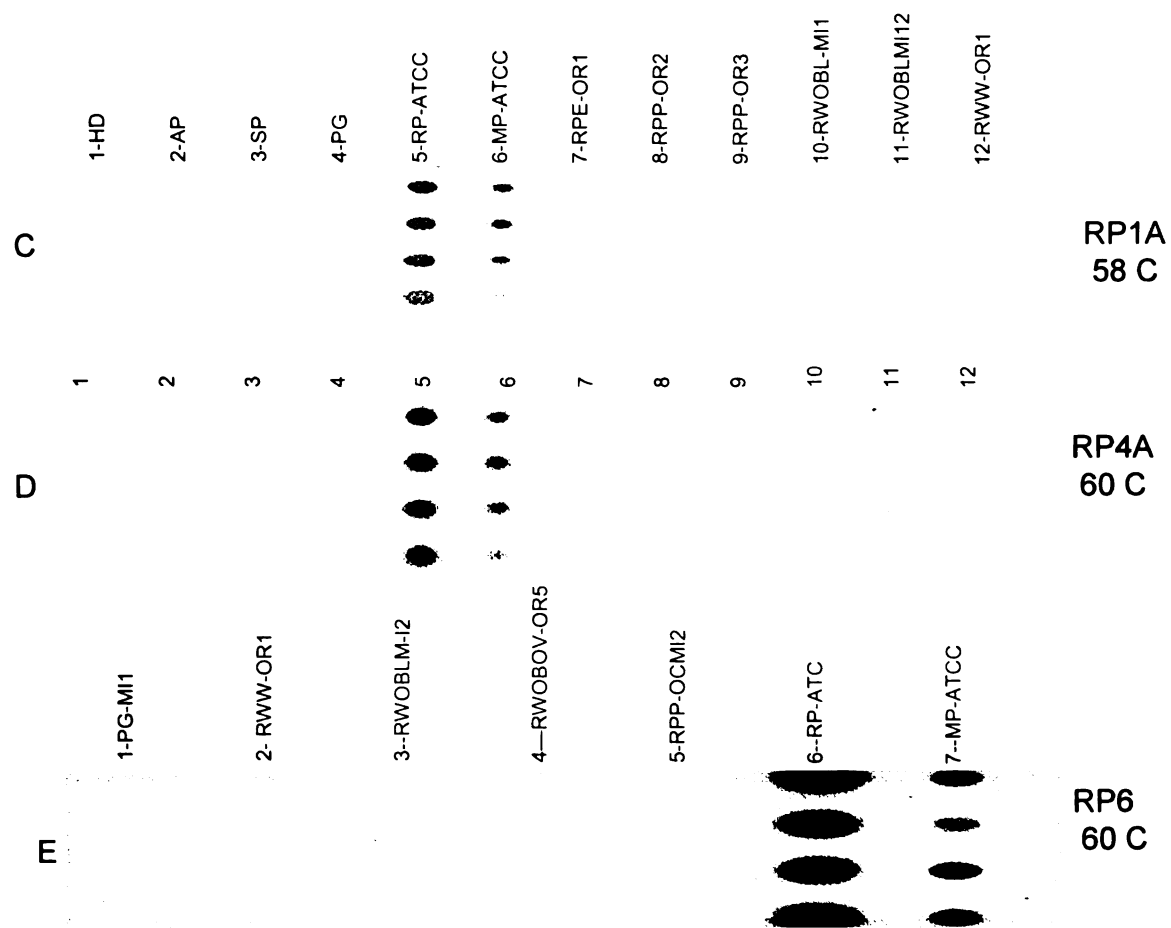 1-HD
2-AP
3-SP
4-PG
5-RP-ATCC
6-MP-ATCC
7-RPE-OR1
8-RPP-OR2
9-RPP-OR3
10-RWOBL-MI1
11-RWOBLMI12
12-RWW-OR1
C
RP1A
58 C
1
2
3
4
5
6
7
8
9
10
11
12
D
RP4A
60 C
1-PG-MI1
2- RWW-OR1
3--RWOBLM-I2
4—RWOBOV-OR5
5-RPP-OCMI2
6--RP-ATC
7--MP-ATCC
E
RP6
60 C